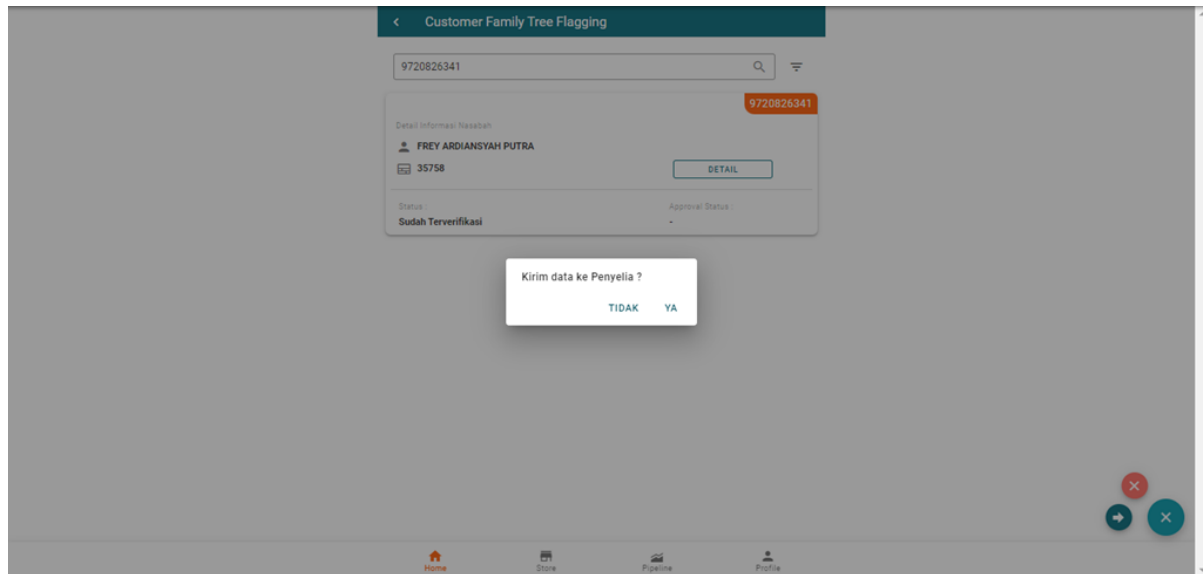 Customer Family Tree Flagging
9720826341
9720826341
Detail Informasi Nasabah
FREY ARDIANSYAH PUTRA
35758
DETAIL
Status :
Approval Status :
Sudah Terverifikasi
-
Kirim data ke Penyelia ?
TIDAK YA
Home Store Pipeline Profile